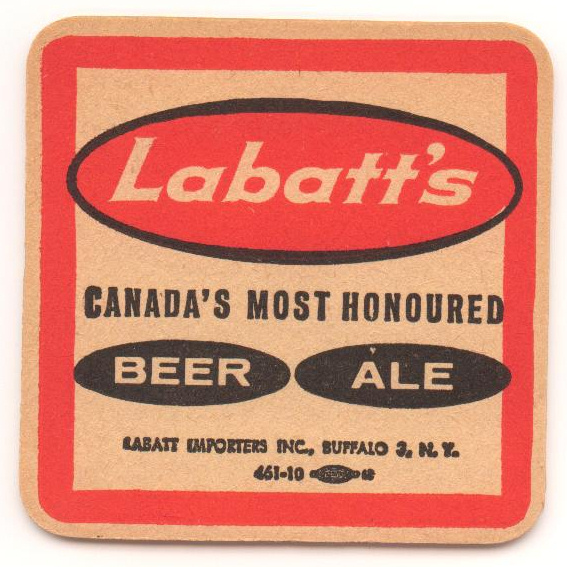 Labatt's
CANADA'S MOST HONOURED
BEER ALE
LABATT IMPORTERS INC., BUFFALO 3, N. Y.
461-10